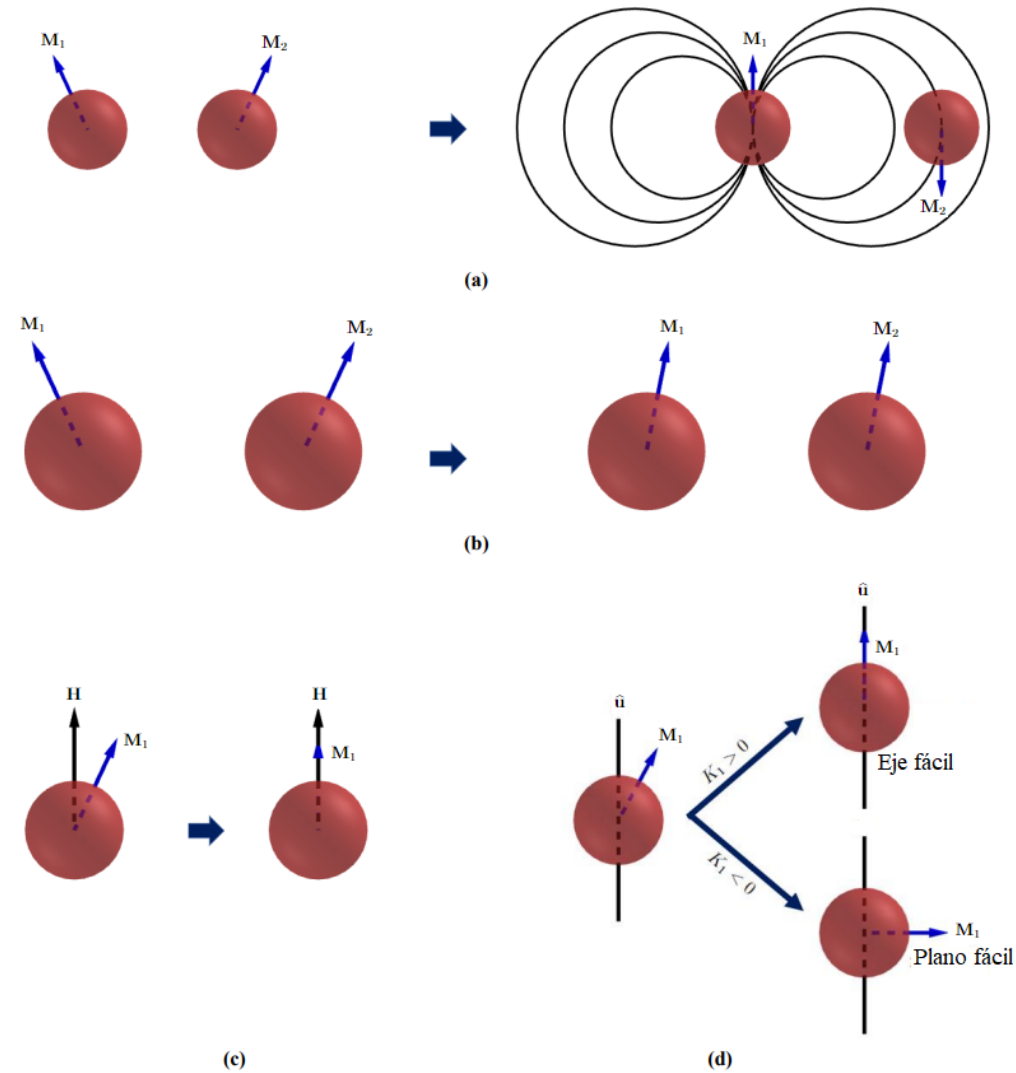 M₁
M₂
M₁
M₂
(a)
M₁
M₂
M₁
M₂
(b)
H
M₁
H
M₁
û
M₁
K₁ > 0
K₁ < 0
û
M₁
Eje fácil
M₁
Plano fácil
(c)
(d)